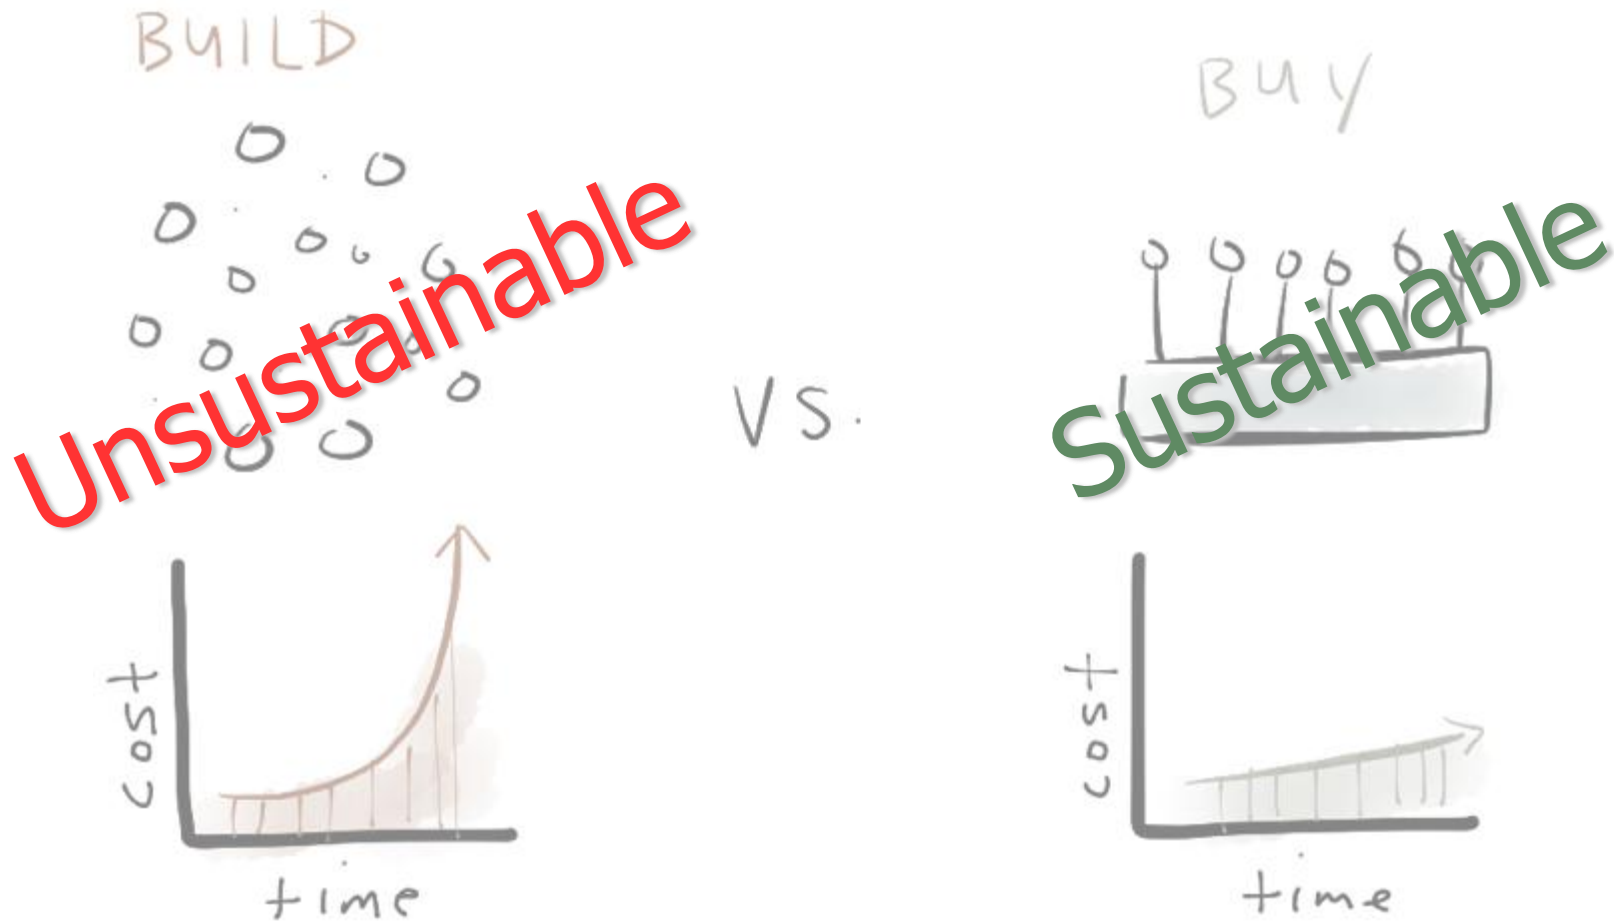 BUILD
BUY
Unsustainable
vs.
Sustainable
cost
time
cost
time